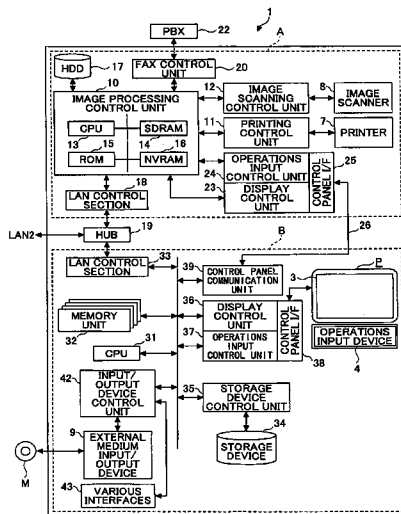 1
PBX 22
A
HDD 17
FAX CONTROL UNIT 20
10
IMAGE PROCESSING CONTROL UNIT
CPU 13
SDRAM 14
ROM 15
NVRAM 16
12 IMAGE SCANNING CONTROL UNIT
8 IMAGE SCANNER
11 PRINTING CONTROL UNIT
7 PRINTER
OPERATIONS INPUT CONTROL UNIT 24
DISPLAY CONTROL UNIT 23
CONTROL PANEL I/F 25
18
LAN CONTROL SECTION
26
LAN2
HUB 19
B
LAN CONTROL SECTION 33
39 CONTROL PANEL COMMUNICATION UNIT
3
P
MEMORY UNIT 32
36 DISPLAY CONTROL UNIT
37 OPERATIONS INPUT CONTROL UNIT
CONTROL PANEL I/F 38
OPERATIONS INPUT DEVICE 4
CPU 31
42 INPUT/OUTPUT DEVICE CONTROL UNIT
35 STORAGE DEVICE CONTROL UNIT
34
STORAGE DEVICE
9 EXTERNAL MEDIUM INPUT/OUTPUT DEVICE
M
43 VARIOUS INTERFACES